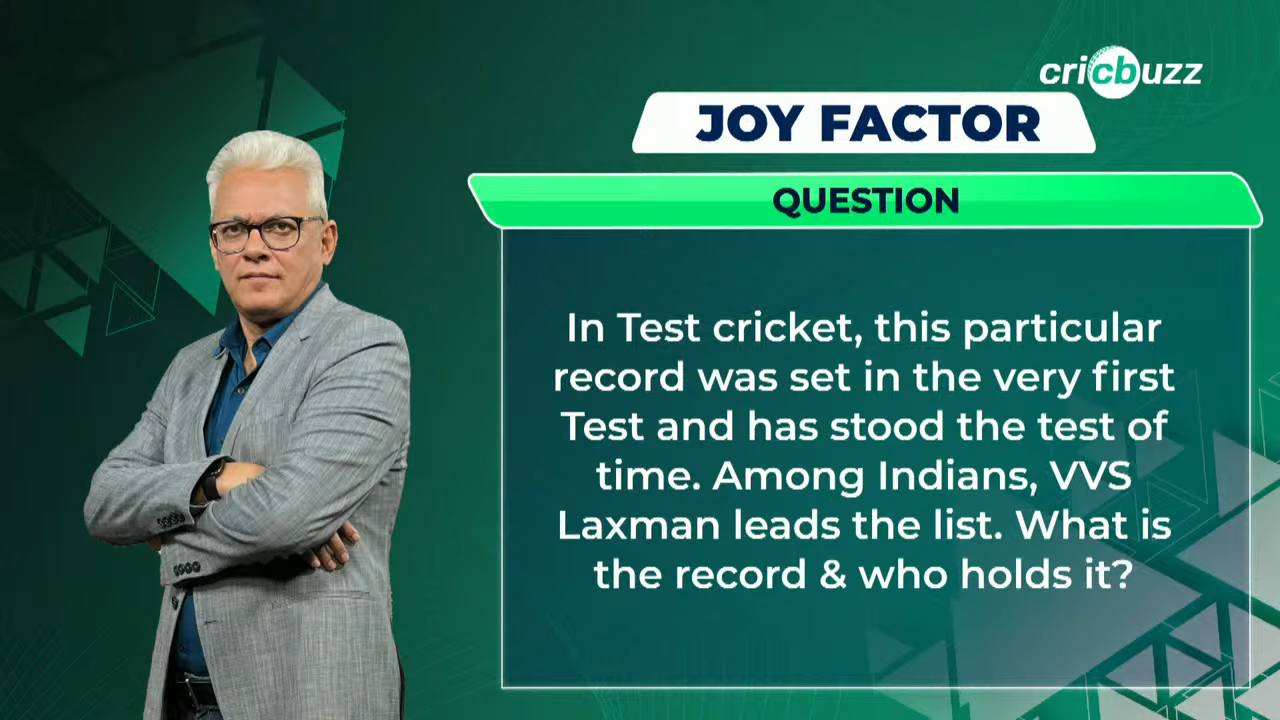 cricbuzz
JOY FACTOR
QUESTION
In Test cricket, this particular
record was set in the very first
Test and has stood the test of
time. Among Indians, VVS
Laxman leads the list. What is
the record & who holds it?